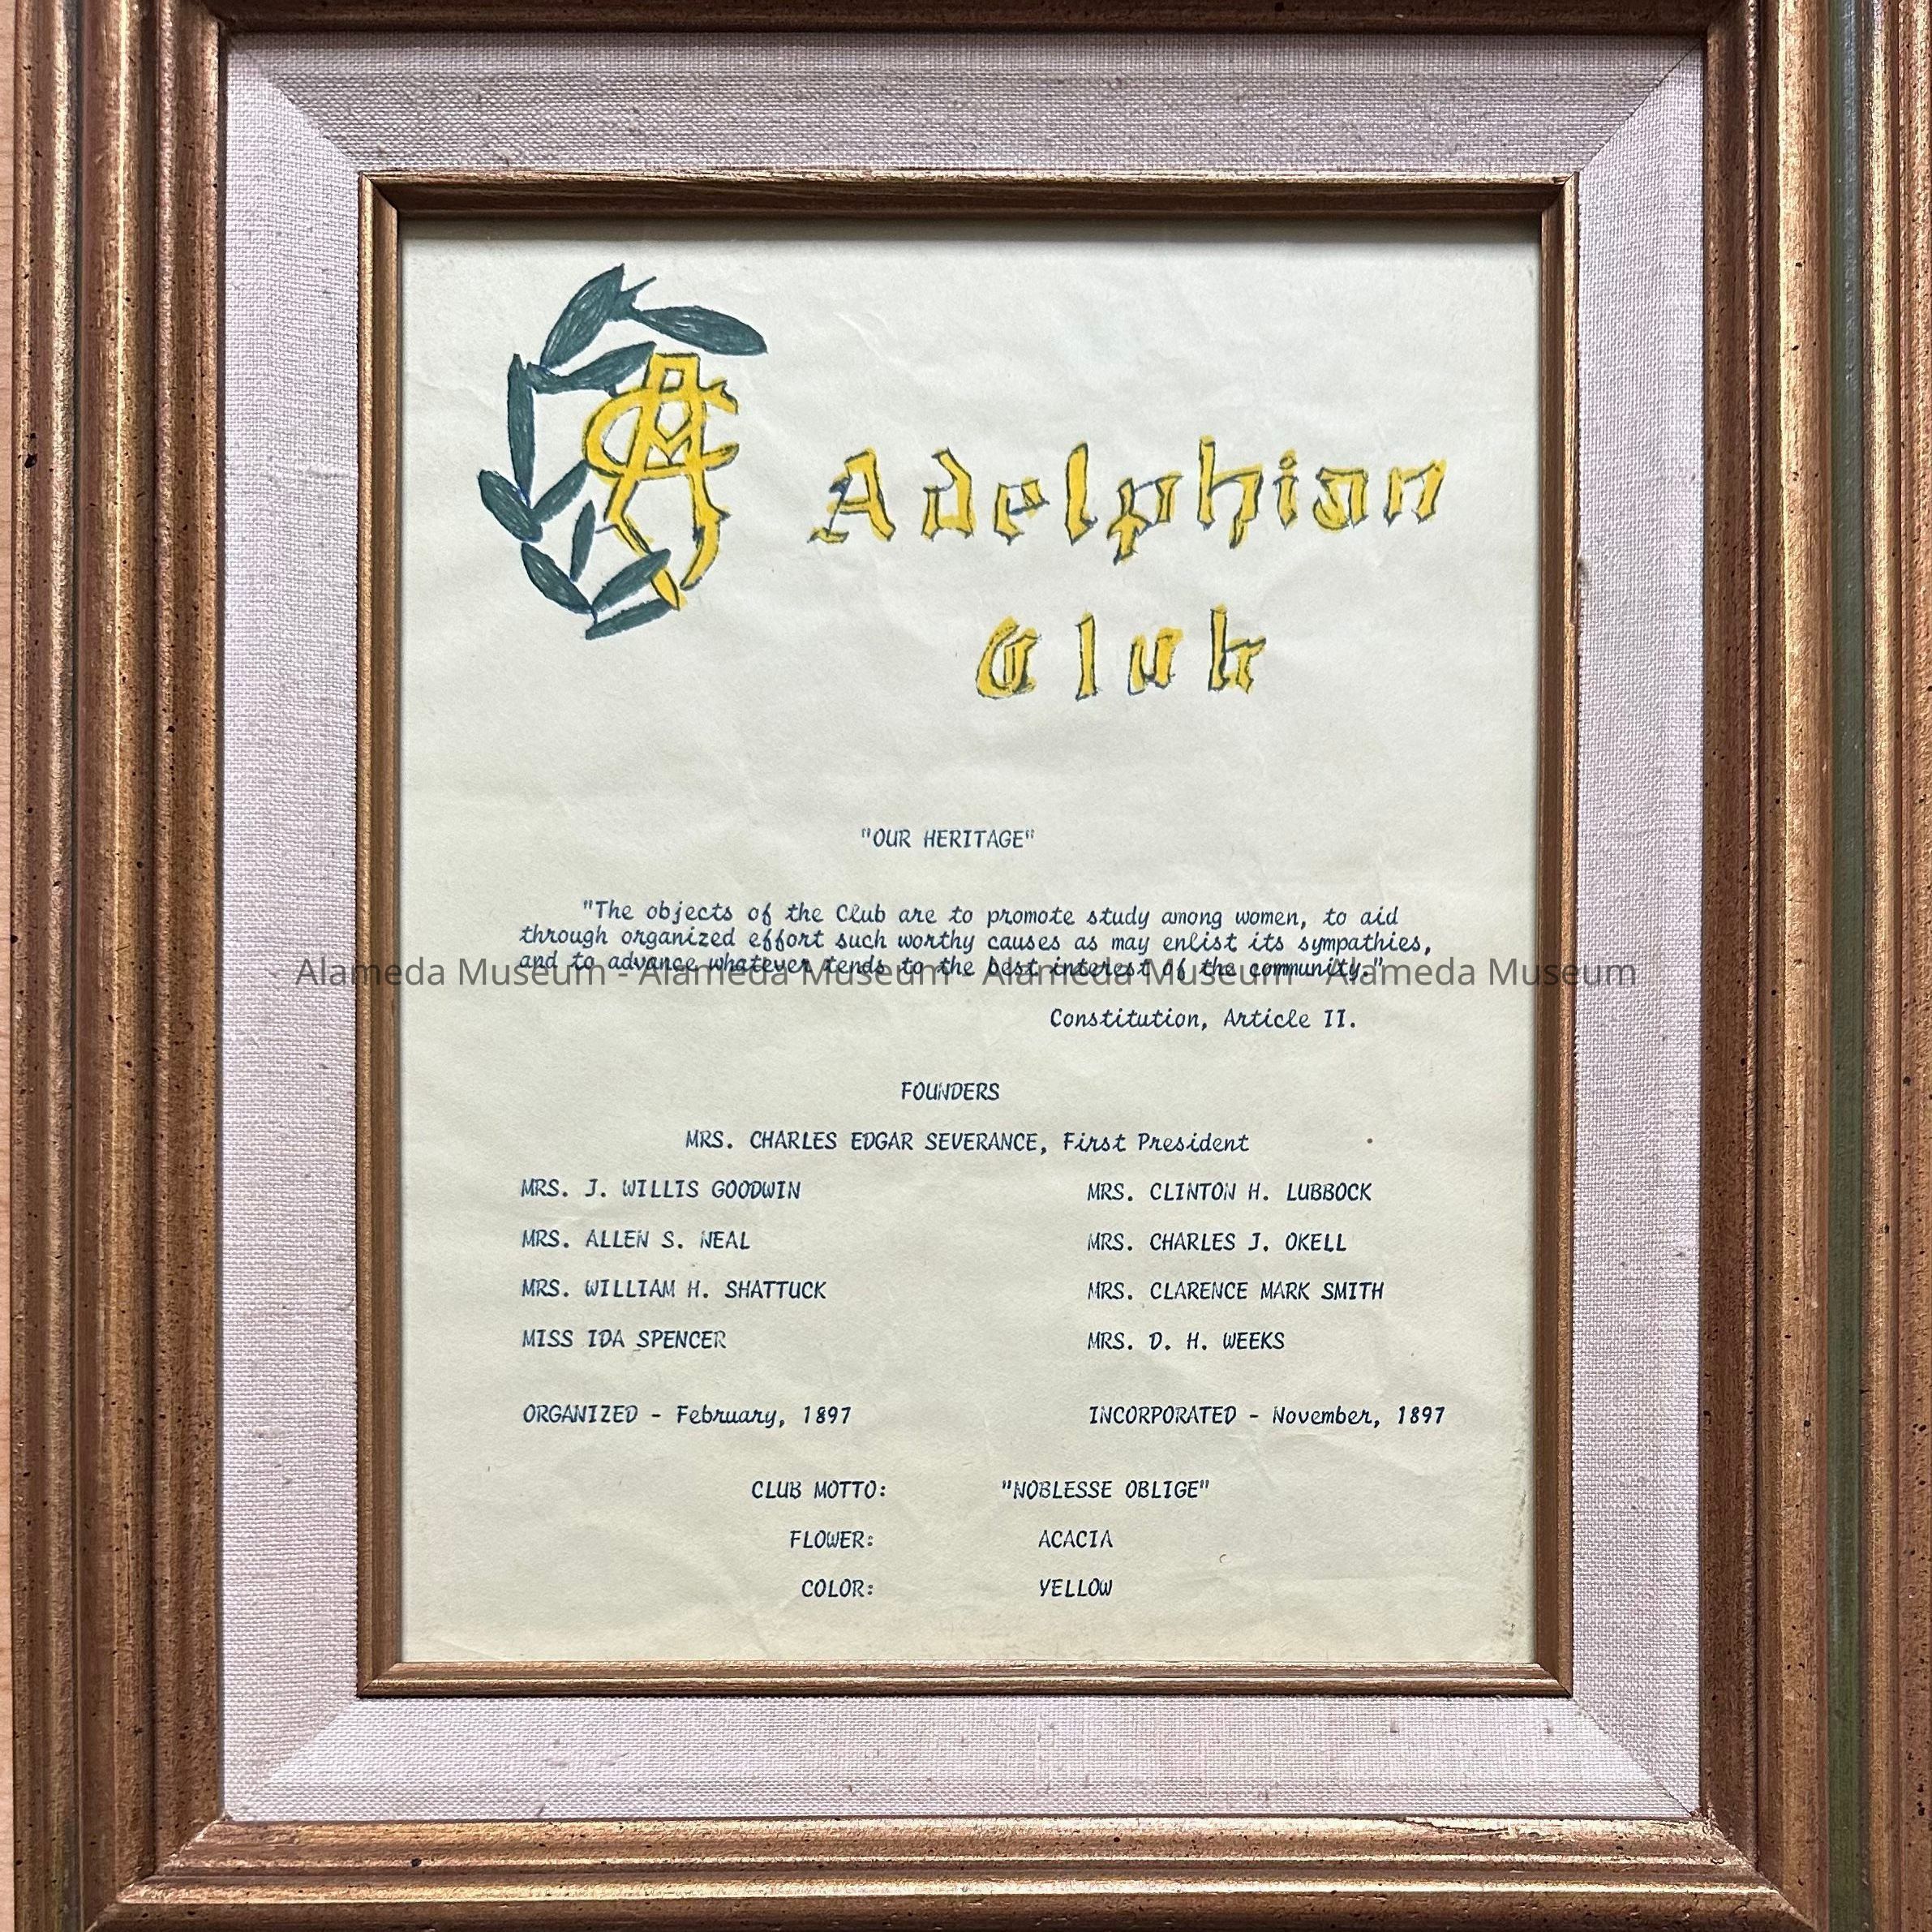 Adelphian
Club
"OUR HERITAGE"
"The objects of the Club are to promote study among women, to aid
through organized effort such worthy causes as may enlist its sympathies,
and to advance whatever tends to the best interest of the community."
Alameda Museum - Alameda Museum - Alameda Museum - Alameda Museum
Constitution, Article II.
FOUNDERS
MRS. CHARLES EDGAR SEVERANCE, First President
MRS. J. WILLIS GOODWIN MRS. CLINTON H. LUBBOCK
MRS. ALLEN S. NEAL MRS. CHARLES J. OKELL
MRS. WILLIAM H. SHATTUCK MRS. CLARENCE MARK SMITH
MISS IDA SPENCER MRS. D. H. WEEKS
ORGANIZED - February, 1897 INCORPORATED - November, 1897
CLUB MOTTO: "NOBLESSE OBLIGE"
FLOWER: ACACIA
COLOR: YELLOW